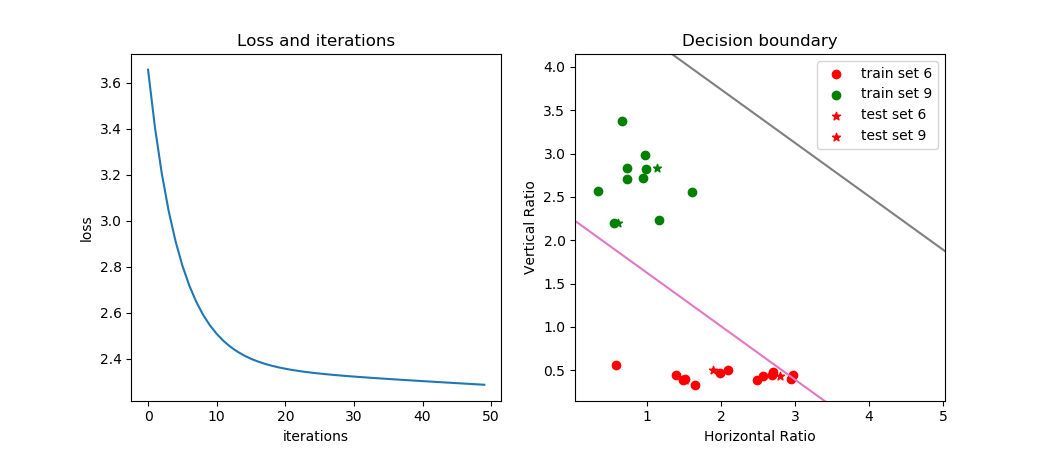 Loss and iterations
3.6
3.4
3.2
3.0
2.8
2.6
2.4
loss
0 10 20 30 40 50
iterations
Decision boundary
4.0
3.5
3.0
2.5
2.0
1.5
1.0
0.5
Vertical Ratio
1 2 3 4 5
Horizontal Ratio
train set 6
train set 9
test set 6
test set 9